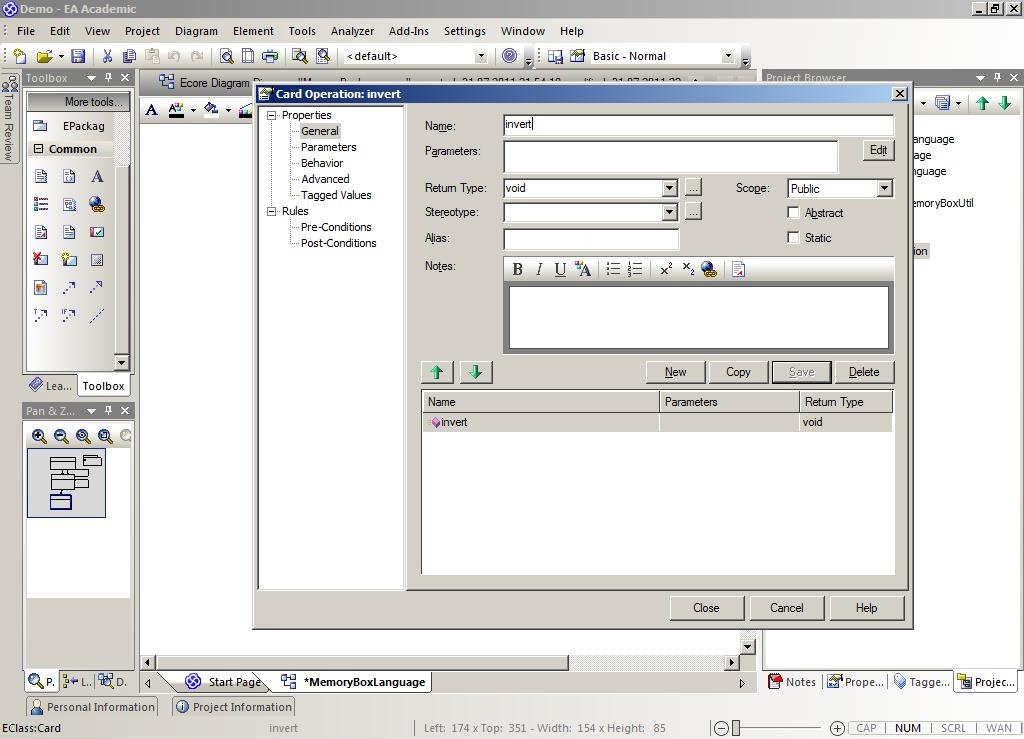 Demo - EA Academic
File Edit View Project Diagram Element Tools Analyzer Add-Ins Settings Window Help
<default> Basic - Normal
Team Review
Toolbox
More tools...
EPackag
Common
Lea... Toolbox
Pan & Z...
P. L.. D.
Ecore Diagram
Project Browser
anguage
age
nguage
emoryBoxUtil
ion
Card Operation: invert
Properties
General
Parameters
Behavior
Advanced
Tagged Values
Rules
Pre-Conditions
Post-Conditions
Name: invert
Parameters: Edit
Return Type: void ... Scope: Public
Stereotype: ... Abstract
Alias: Static
Notes:
B I U A x² x₂
New Copy Save Delete
Name Parameters Return Type
invert void
Close Cancel Help
Start Page *MemoryBoxLanguage
Notes Prope... Tagge... Projec...
Personal Information Project Information
EClass:Card invert Left: 174 x Top: 351 - Width: 154 x Height: 85 CAP NUM SCRL WAN